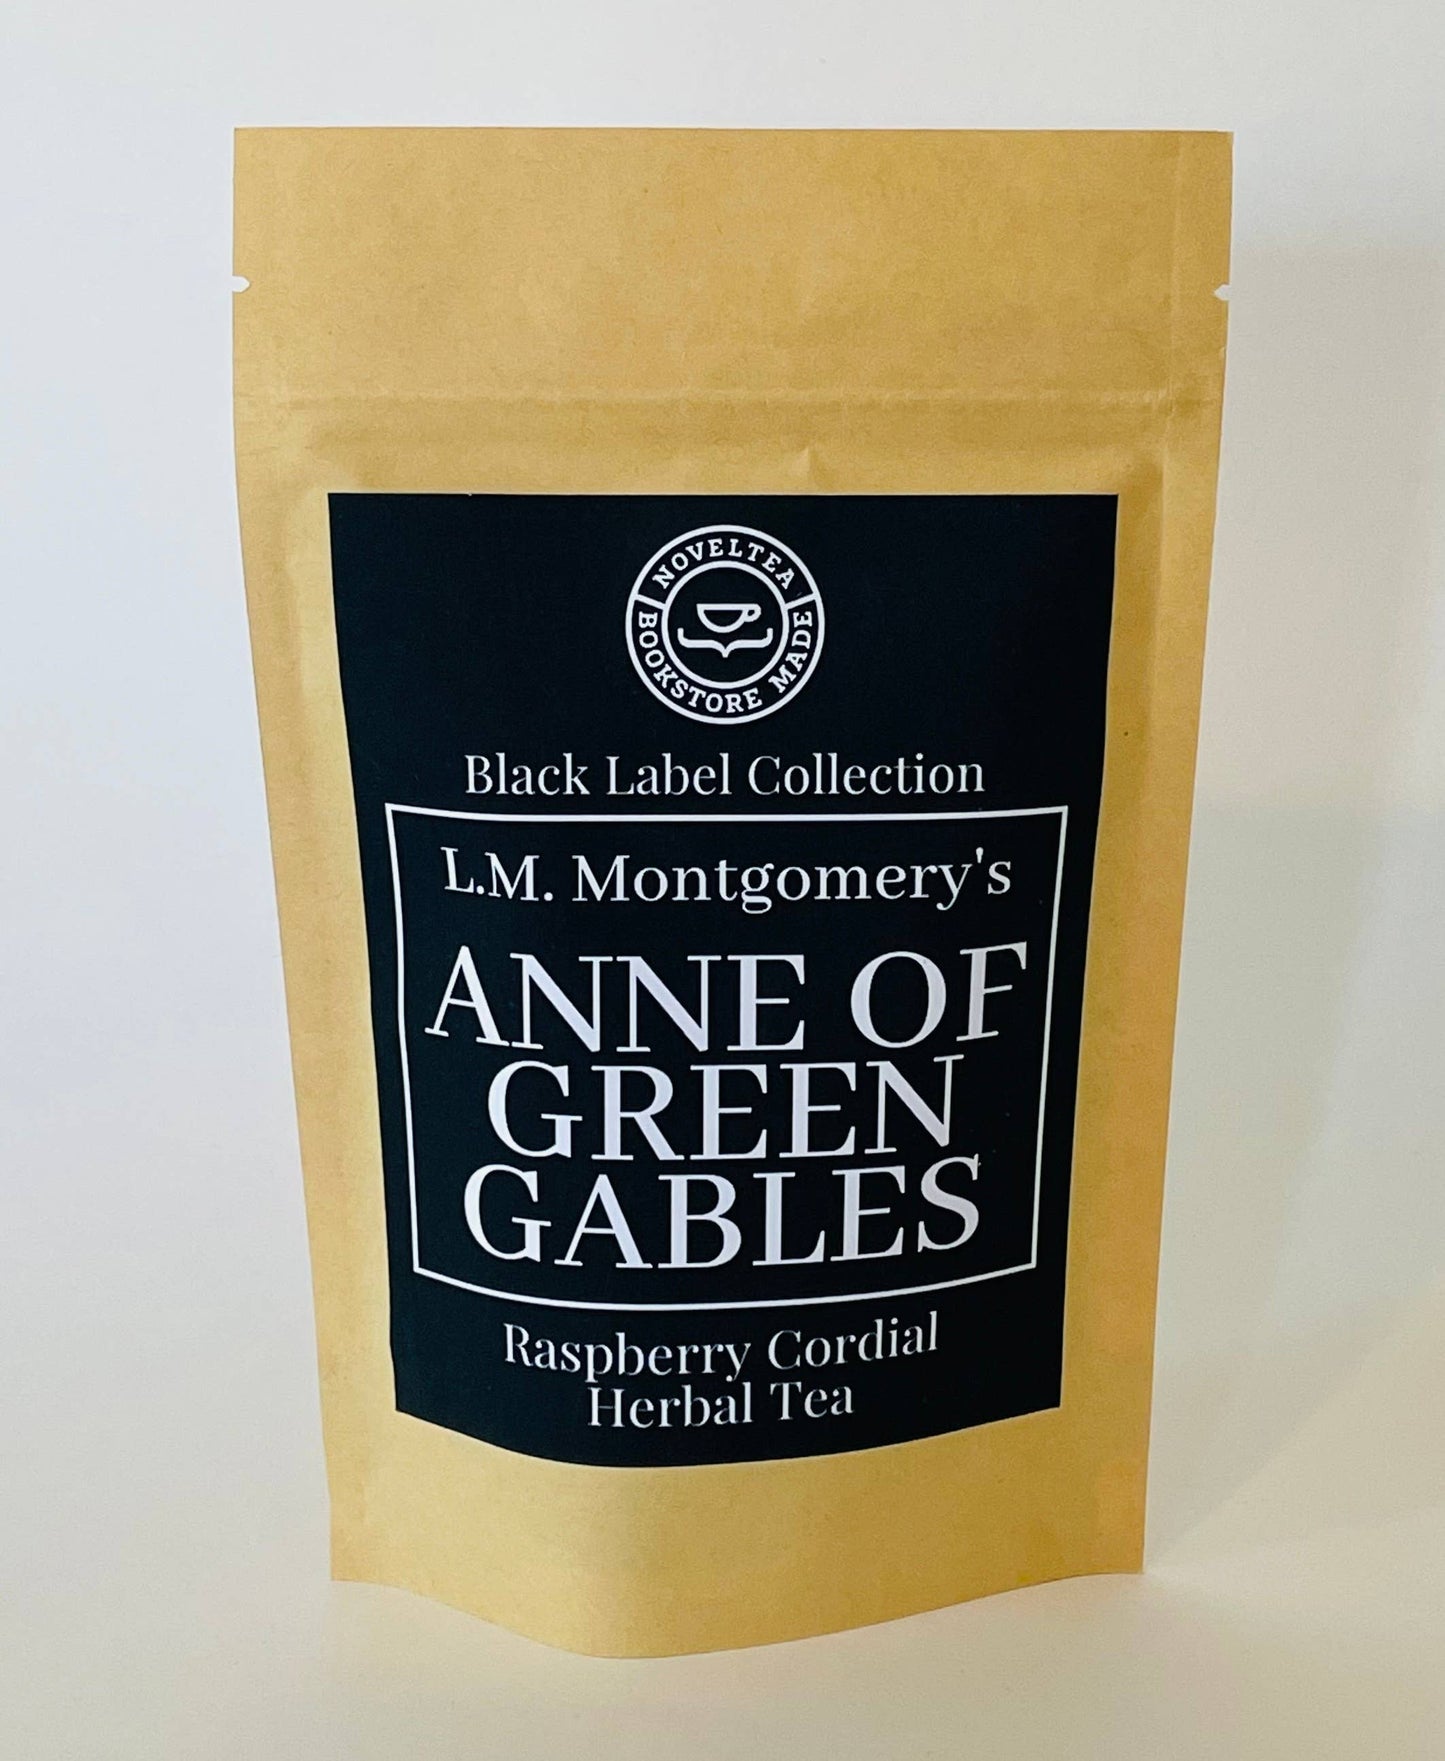 NOVELTEA
BOOKSTORE MADE
Black Label Collection
L.M. Montgomery's
ANNE OF
GREEN
GABLES
Raspberry Cordial
Herbal Tea